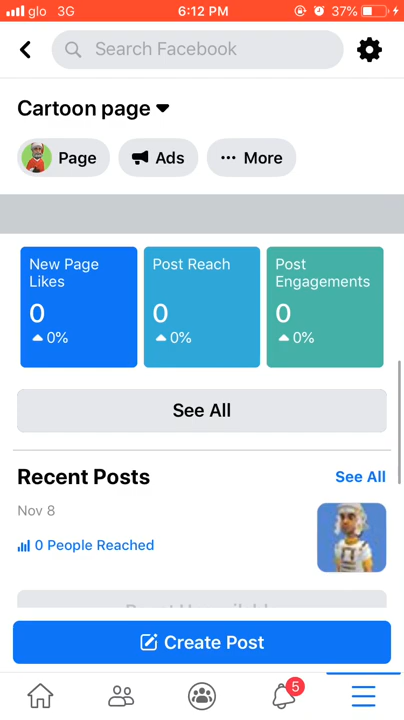 glo 3G 6:12 PM 37%
Search Facebook
Cartoon page
Page Ads ... More
New Page Likes
0
0%
Post Reach
0
0%
Post Engagements
0
0%
See All
Recent Posts See All
Nov 8
0 People Reached
Create Post
5